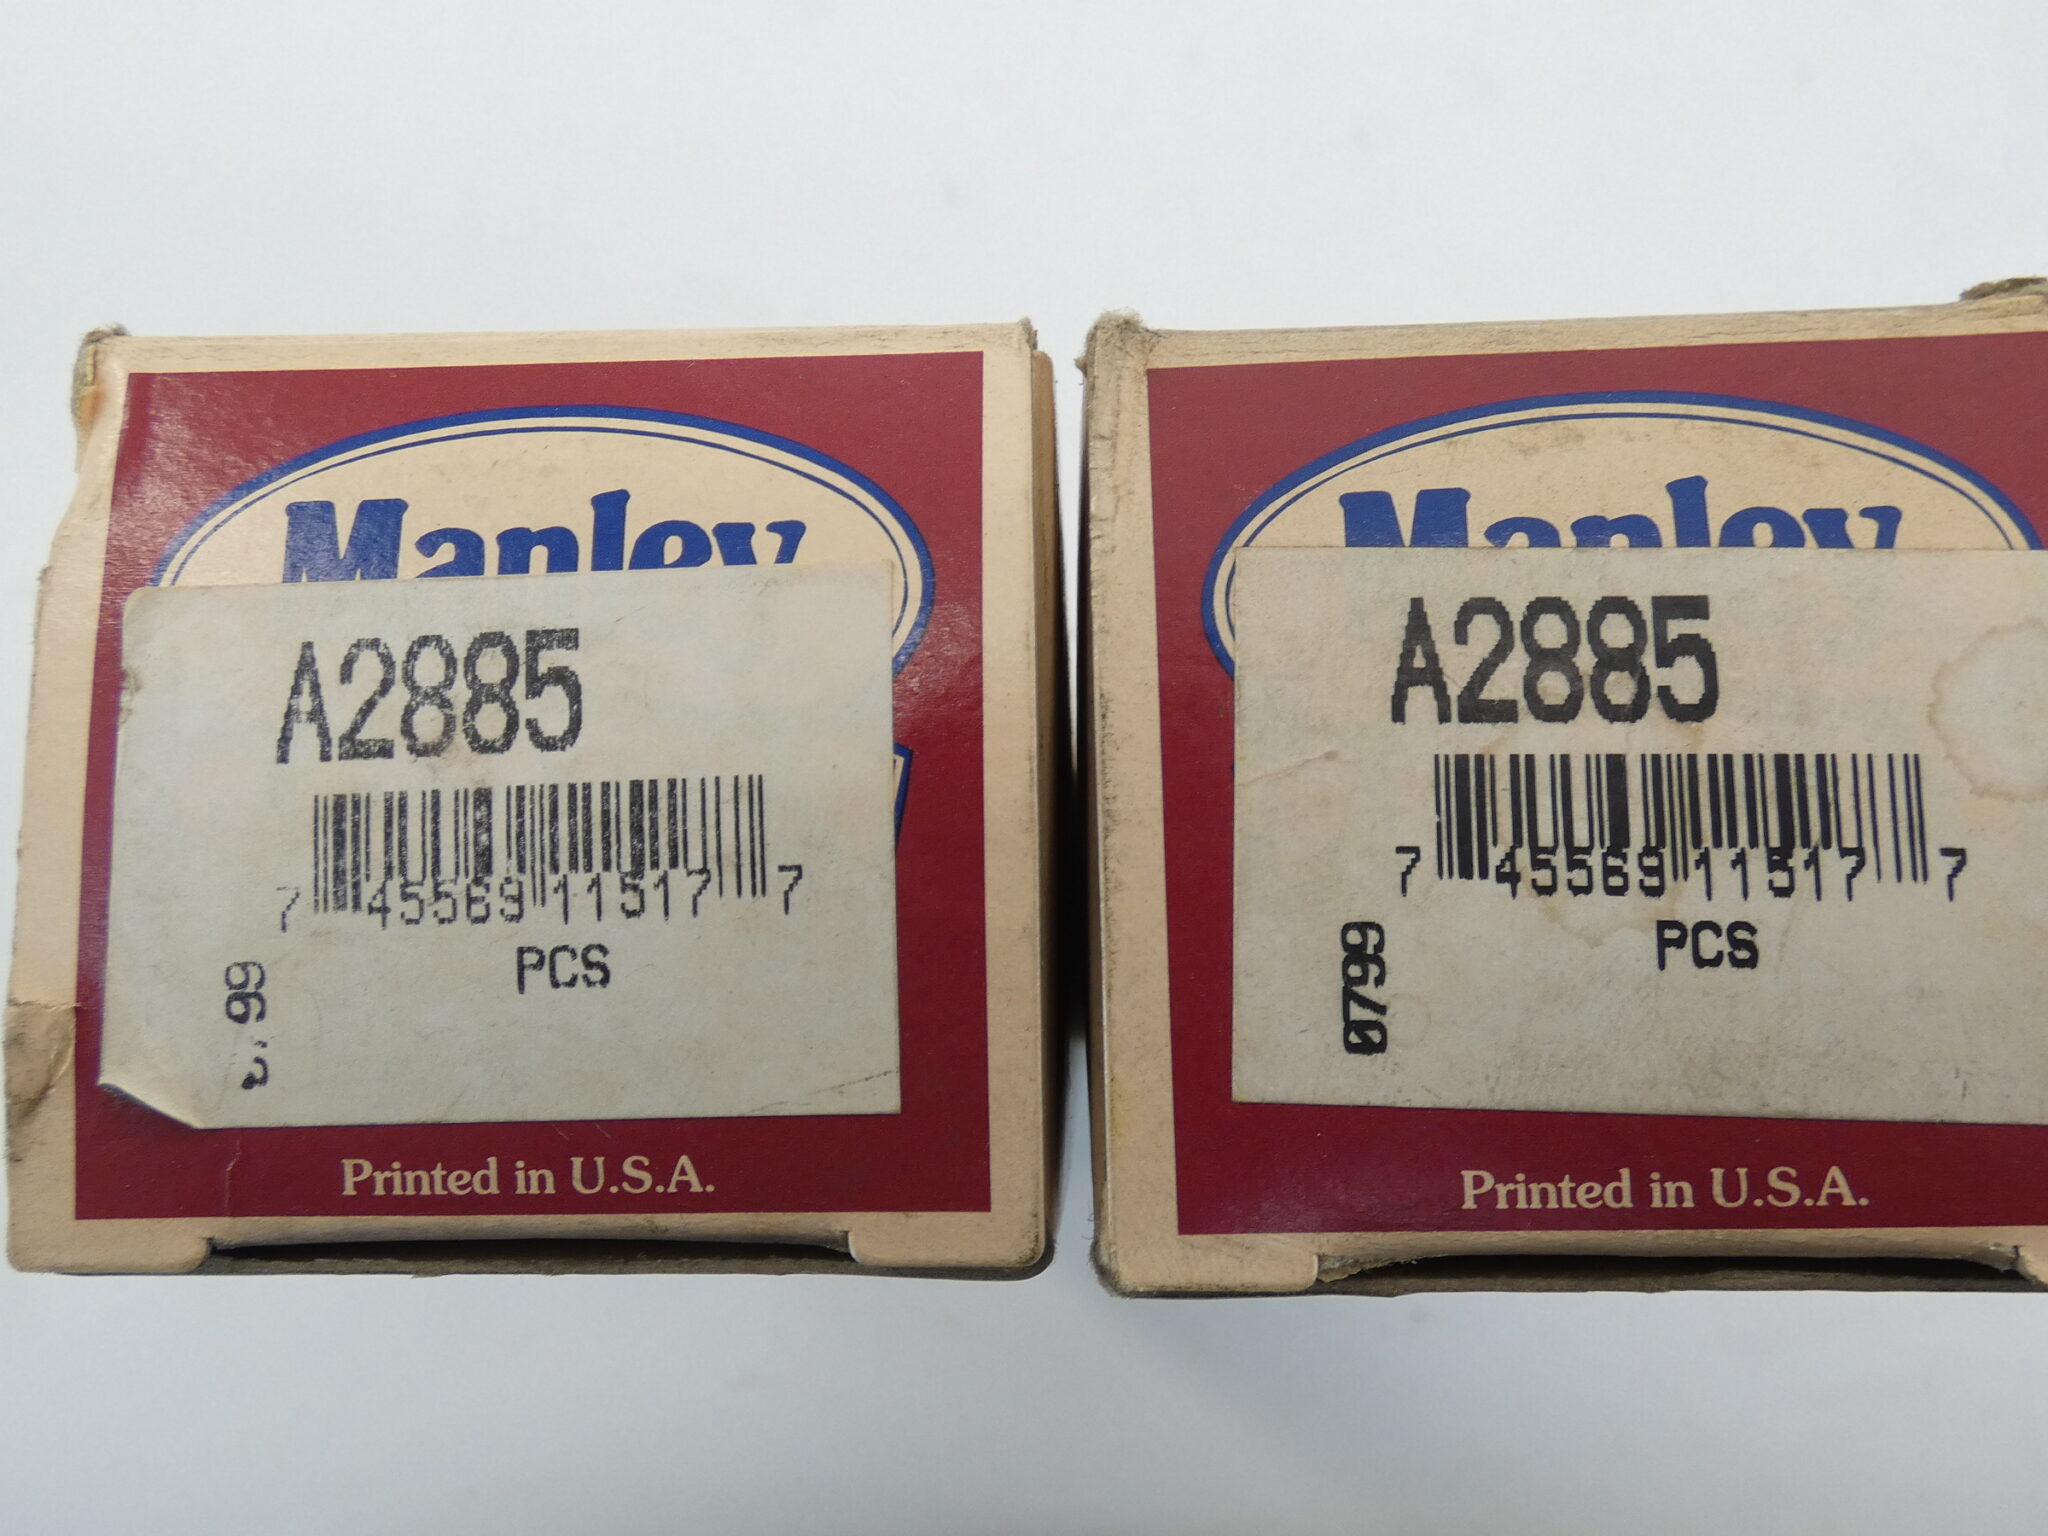 Manley
A2885
7 45569 11517 7
PCS
Printed in U.S.A.
Manley
A2885
7 45569 11517 7
0799
PCS
Printed in U.S.A.